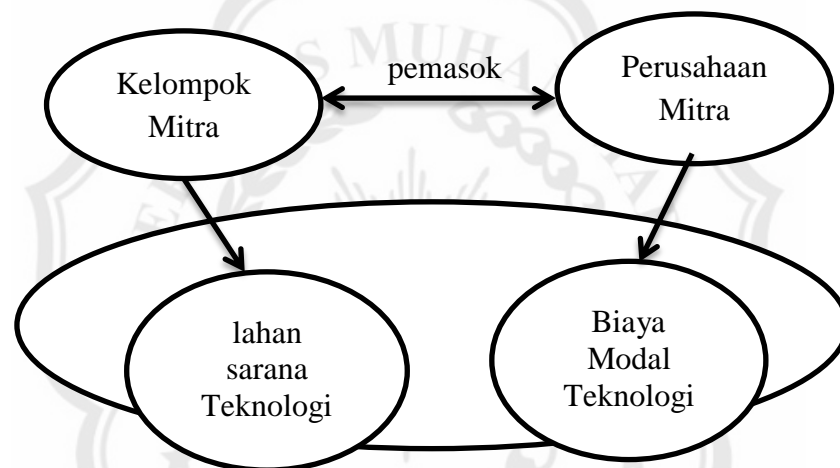 Kelompok
Mitra
pemasok
Perusahaan
Mitra
lahan
sarana
Teknologi
Biaya
Modal
Teknologi